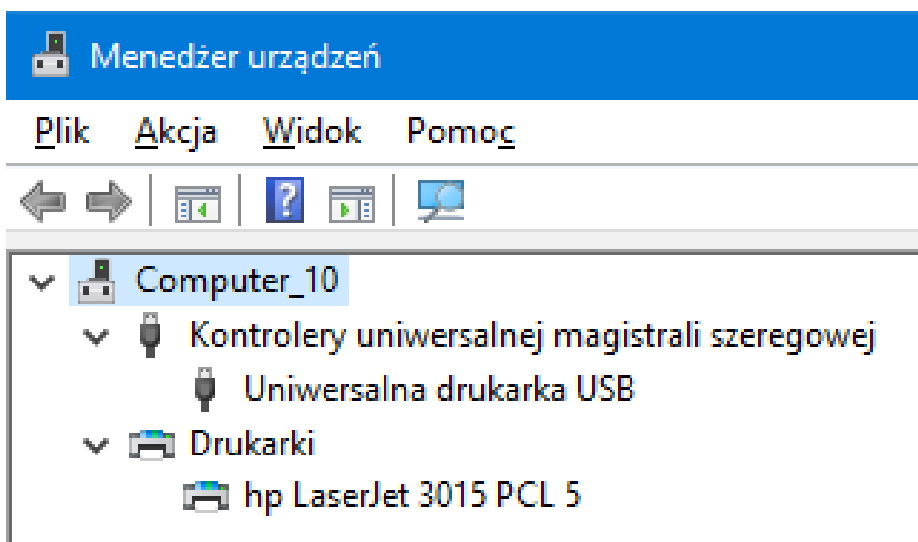 Menedżer urządzeń
Plik Akcja Widok Pomoc
Computer_10
Kontrolery uniwersalnej magistrali szeregowej
Uniwersalna drukarka USB
Drukarki
hp LaserJet 3015 PCL 5